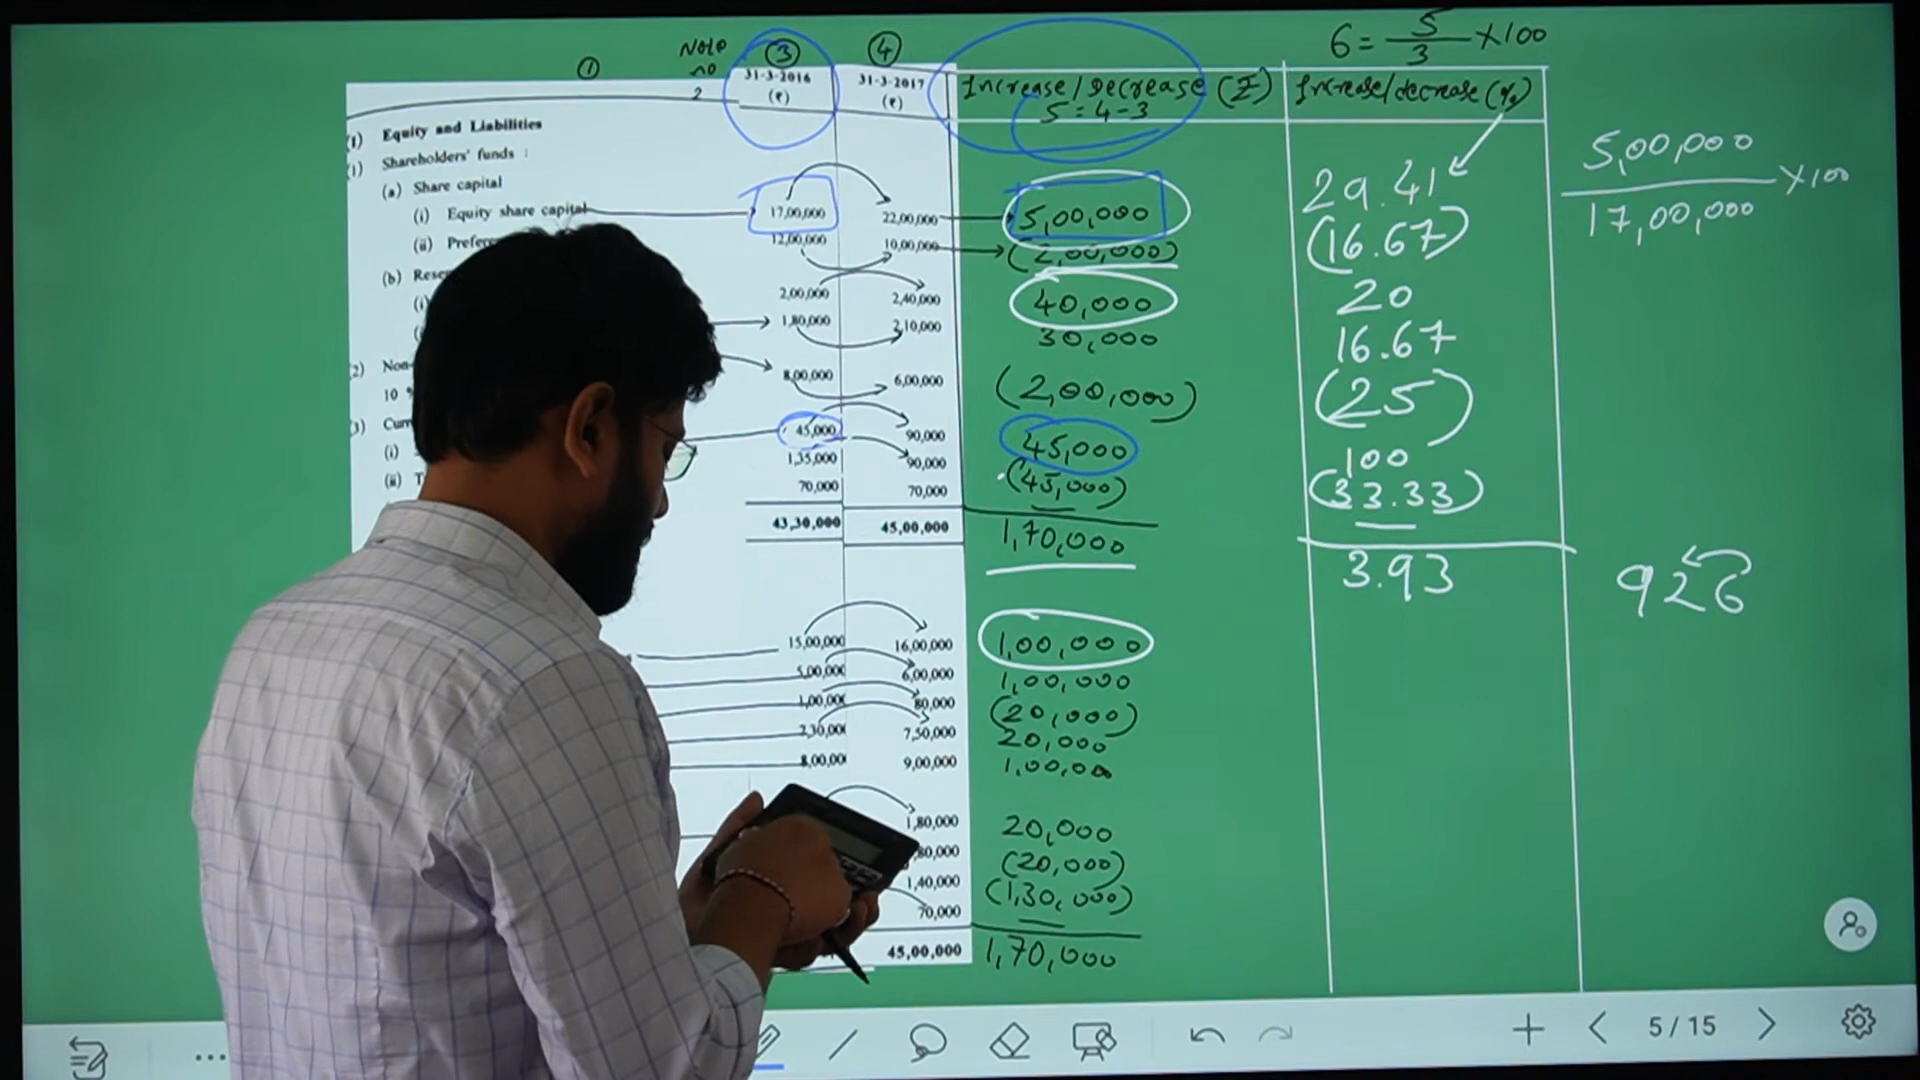 6 = 5/3 × 100
① Note no 2 ③ 31-3-2016 (₹) ④ 31-3-2017 (₹) Increase/Decrease (₹) 5 = 4-3 Increase/decrease (%)
(1) Equity and Liabilities
(1) Shareholders' funds :
(a) Share capital
(i) Equity share capital 17,00,000 22,00,000 5,00,000 29.41
5,00,000/17,00,000 × 100
(ii) 12,00,000 10,00,000 (2,00,000) (16.67)
(b)
(i) 2,00,000 2,40,000 40,000 20
1,80,000 2,10,000 30,000 16.67
(2) Non-
10 % 8,00,000 6,00,000 (2,00,000) (25)
(3)
(i) 45,000 90,000 45,000 100
(ii) 1,35,000 90,000 (45,000) (33.33)
70,000 70,000
43,30,000 45,00,000 1,70,000 3.93
926
15,00,000 16,00,000 1,00,000
5,00,000 6,00,000 1,00,000
1,00,000 80,000 (20,000)
7,30,000 7,50,000 20,000
8,00,00 9,00,000 1,00,000
1,80,000 20,000
80,000 (20,000)
1,40,000 (1,30,000)
70,000
45,00,000 1,70,000
5 / 15